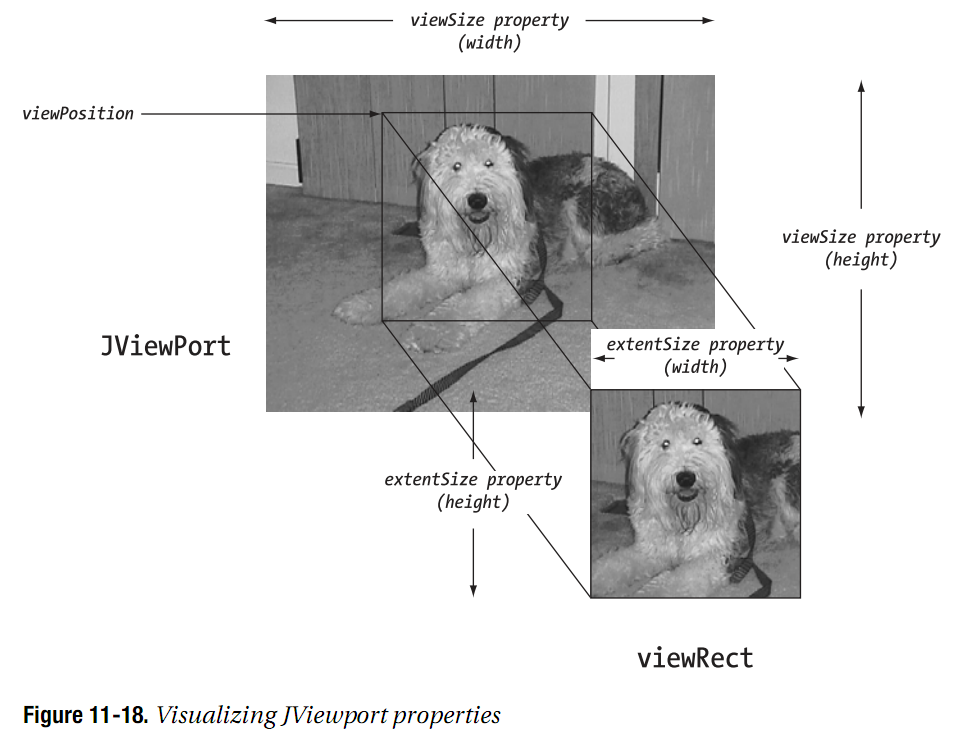 viewSize property
(width)
viewPosition
viewSize property
(height)
JViewPort
extentSize property
(width)
extentSize property
(height)
viewRect
Figure 11-18. Visualizing JViewport properties